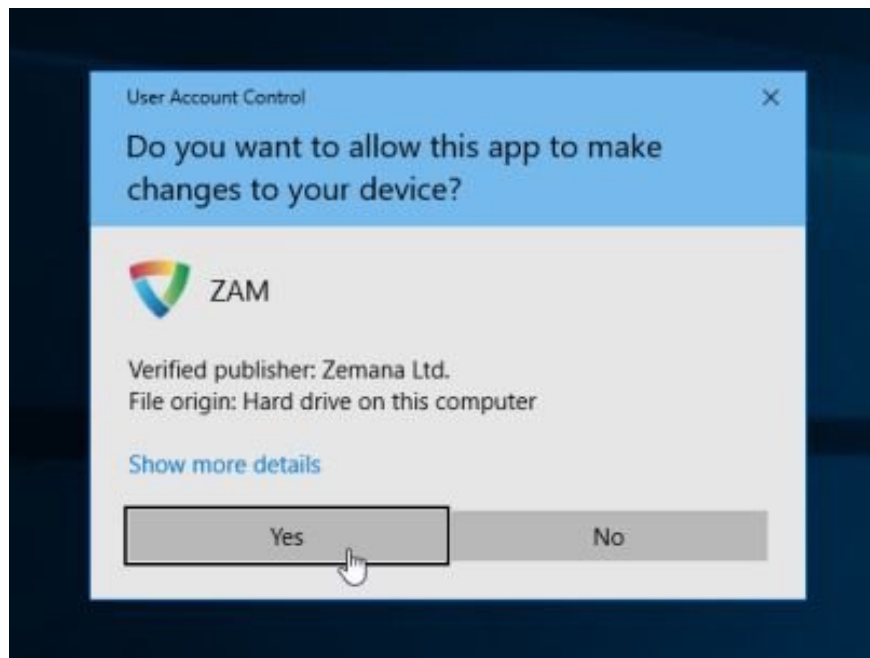 User Account Control
Do you want to allow this app to make
changes to your device?
ZAM
Verified publisher: Zemana Ltd.
File origin: Hard drive on this computer
Show more details
Yes
No